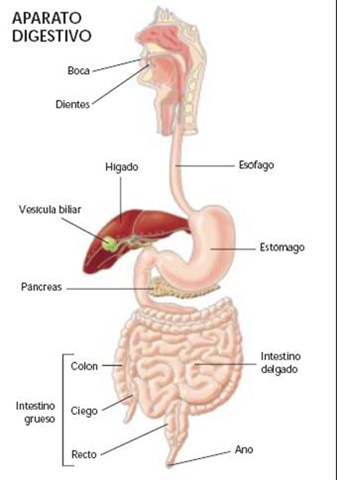 APARATO
DIGESTIVO
Boca
Dientes
Esófago
Hígado
Vesícula biliar
Estómago
Páncreas
Intestino
delgado
Colon
Intestino
grueso
Ciego
Recto
Ano